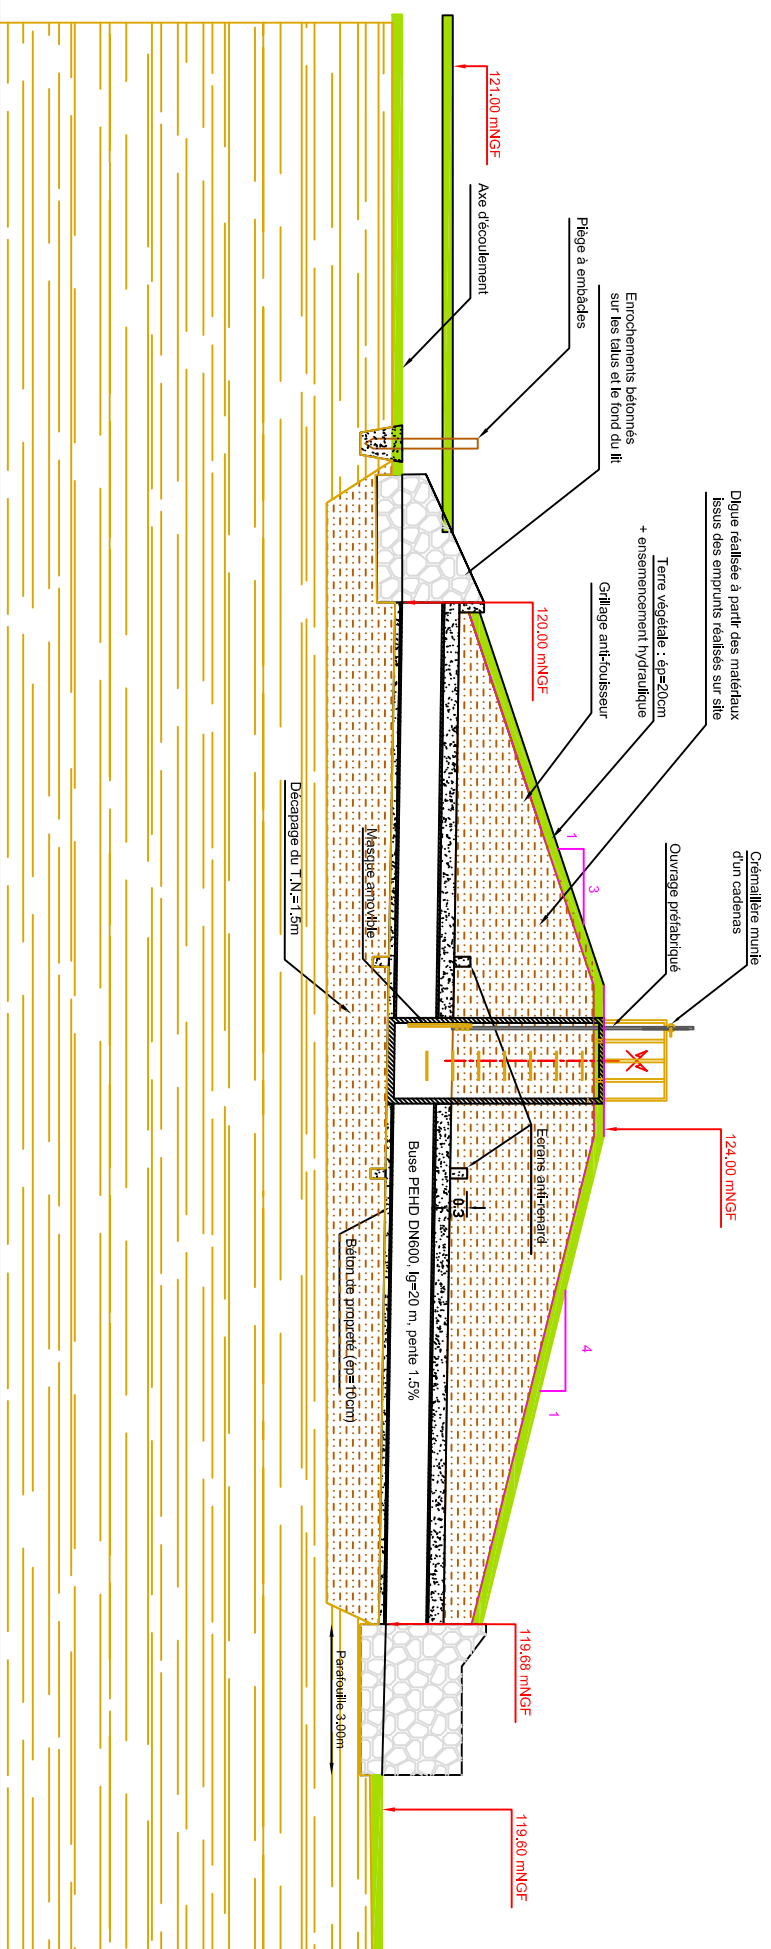 121.00 mNGF
Axe d'écoulement
Piège à embâcles
Enrochements bétonnés
sur les talus et le fond du lit
120.00 mNGF
Digue réalisée à partir des matériaux
issus des emprunts réalisés sur site
Terre végétale : ép=20cm
+ ensemencement hydraulique
Grillage anti-fouisseur
1
3
Crémaillère munie
d'un cadenas
Ouvrage préfabriqué
Masque amovible
Décapage du T.N.=1.5m
124.00 mNGF
Ecrans anti-renard
0.3
Buse PEHD DN600, lg=20 m, pente 1.5%
Béton de propreté (ép=10cm)
4
1
119.68 mNGF
Parafouille 3.00m
119.60 mNGF